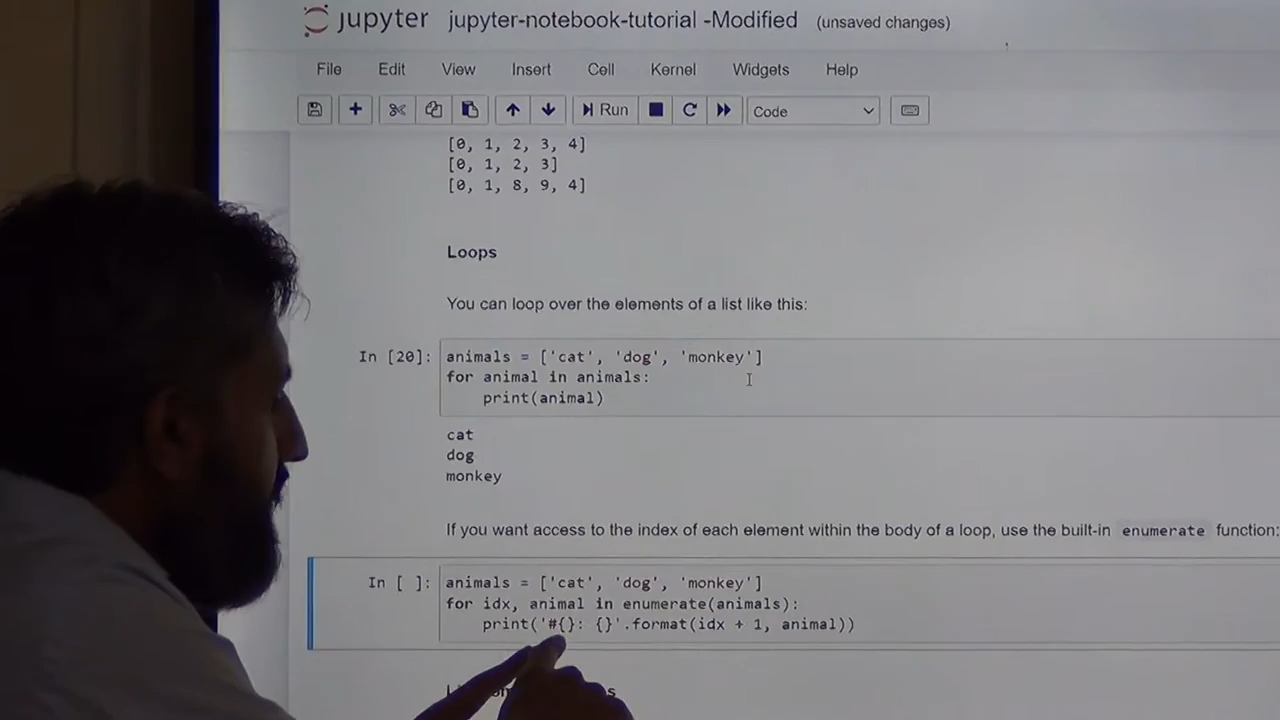 jupyter jupyter-notebook-tutorial -Modified (unsaved changes)
File Edit View Insert Cell Kernel Widgets Help
Run Code
[0, 1, 2, 3, 4]
[0, 1, 2, 3]
[0, 1, 8, 9, 4]
Loops
You can loop over the elements of a list like this:
In [20]: animals = ['cat', 'dog', 'monkey']
for animal in animals:
    print(animal)
cat
dog
monkey
If you want access to the index of each element within the body of a loop, use the built-in enumerate function:
In [ ]: animals = ['cat', 'dog', 'monkey']
for idx, animal in enumerate(animals):
    print('#{}: {}'.format(idx + 1, animal))